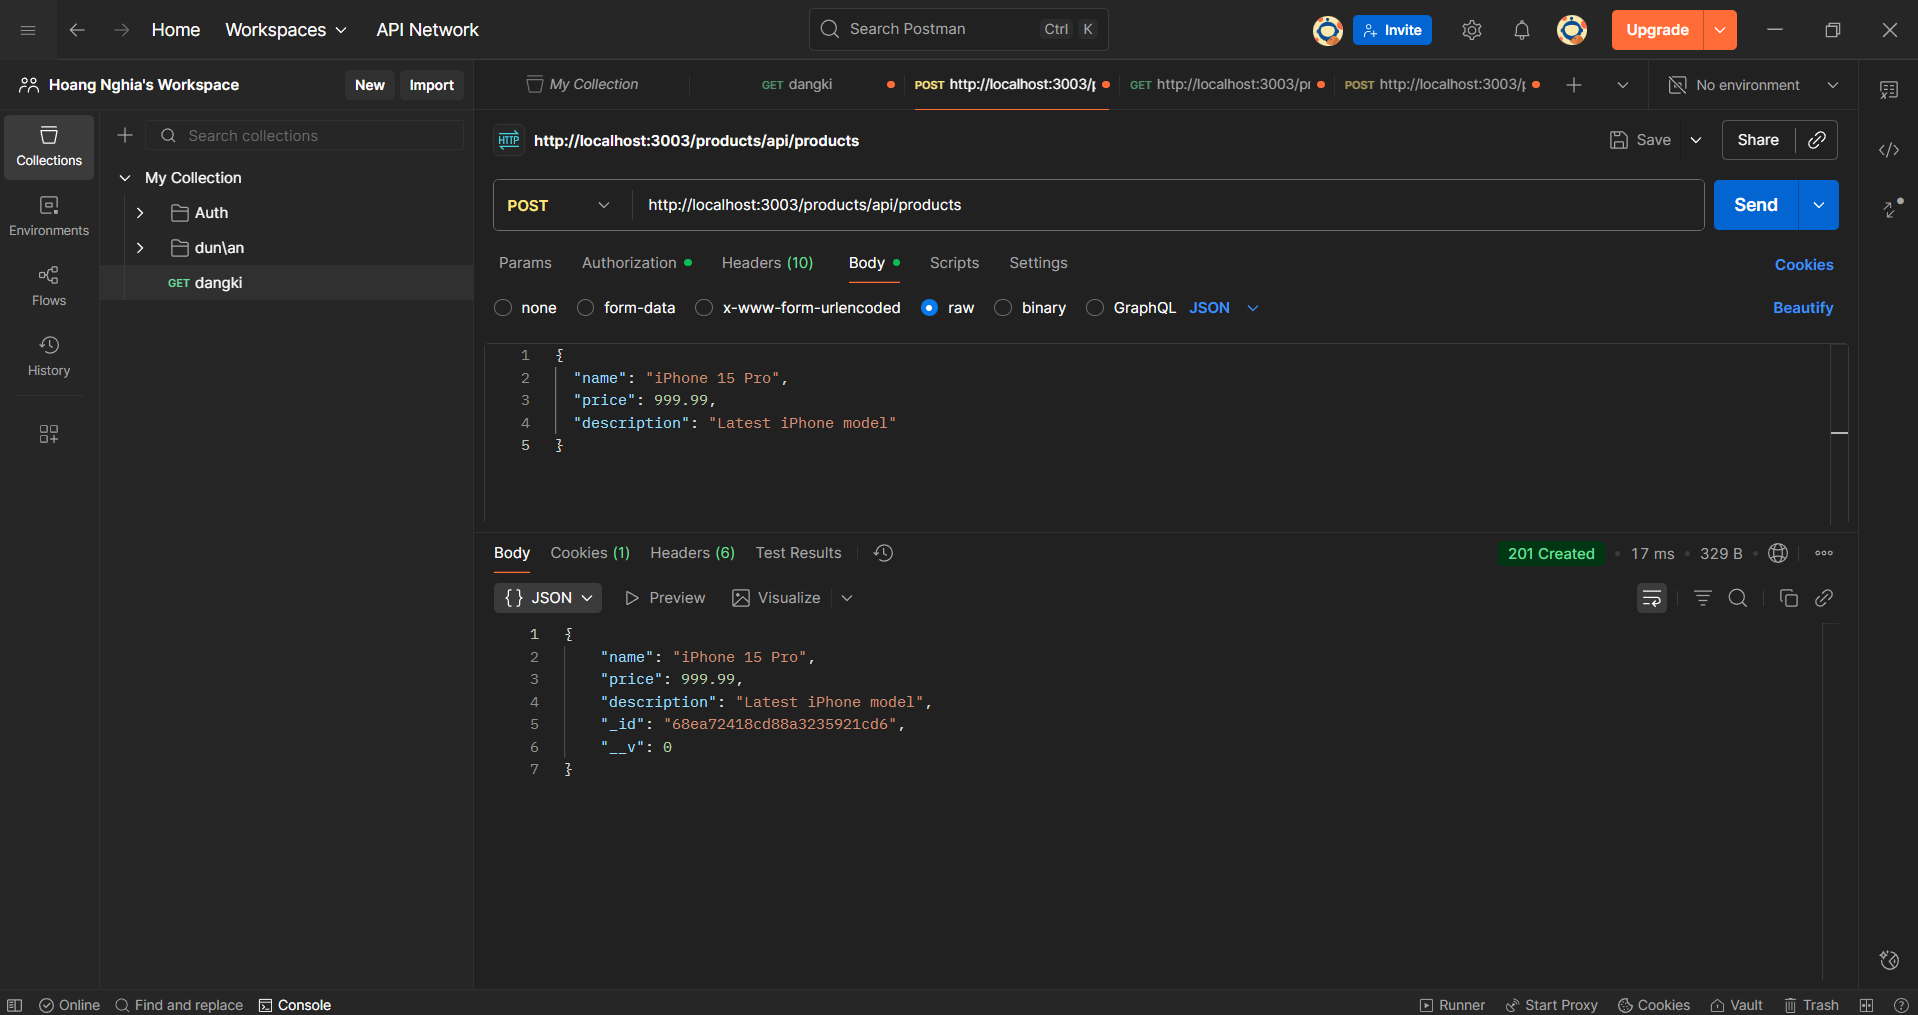 Home Workspaces API Network Search Postman Ctrl K Invite Upgrade
Hoang Nghia's Workspace New Import My Collection GET dangki POST http://localhost:3003/p GET http://localhost:3003/pr POST http://localhost:3003/p No environment
Collections
Environments
Flows
History
Search collections
My Collection
Auth
dun\an
GET dangki
HTTP http://localhost:3003/products/api/products Save Share
POST http://localhost:3003/products/api/products Send
Params Authorization Headers (10) Body Scripts Settings Cookies
none form-data x-www-form-urlencoded raw binary GraphQL JSON Beautify
1 {
2 "name": "iPhone 15 Pro",
3 "price": 999.99,
4 "description": "Latest iPhone model"
5 }
Body Cookies (1) Headers (6) Test Results 201 Created 17 ms 329 B
{} JSON Preview Visualize
1 {
2 "name": "iPhone 15 Pro",
3 "price": 999.99,
4 "description": "Latest iPhone model",
5 "_id": "68ea72418cd88a3235921cd6",
6 "__v": 0
7 }
Online Find and replace Console Runner Start Proxy Cookies Vault Trash